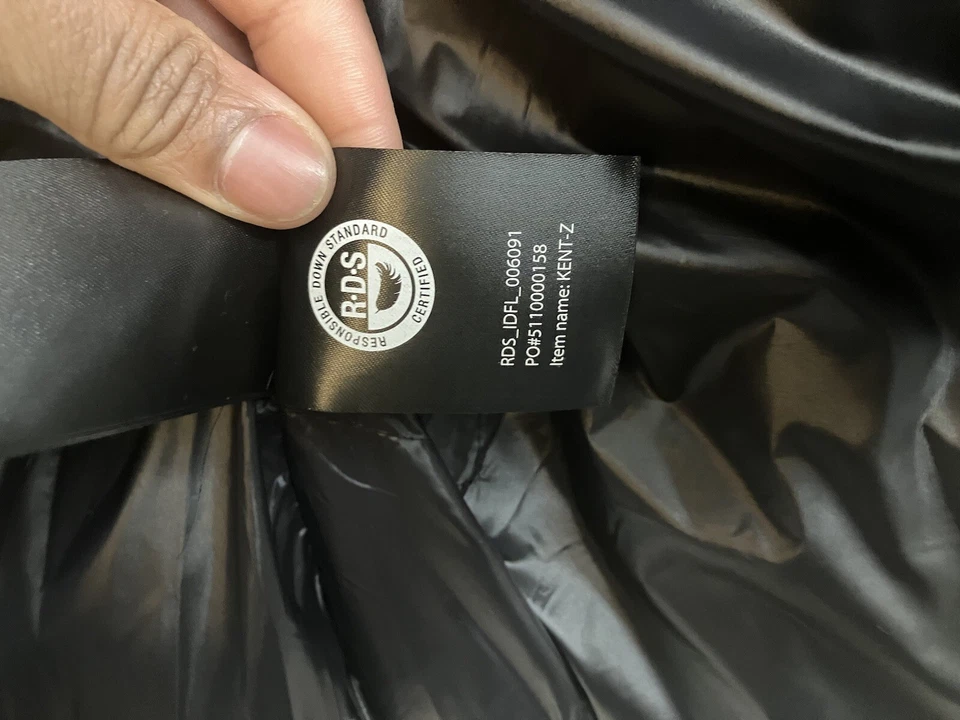 RESPONSIBLE DOWN STANDARD
R·D·S
CERTIFIED
RDS_IDFL_006091
PO#5110000158
Item name: KENT-Z